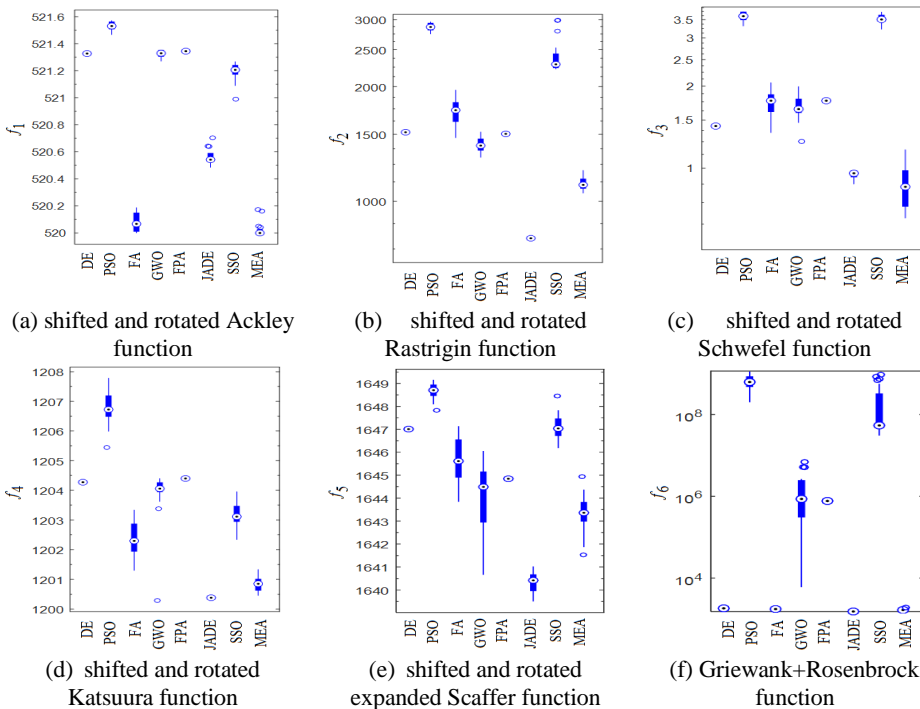 521.6
521.4
521.2
521
520.8
520.6
520.4
520.2
520
f1
DE PSO FA GWO FPA JADE SSO MEA
(a) shifted and rotated Ackley
function
3000
2500
2000
1500
1000
f2
DE PSO FA GWO FPA JADE SSO MEA
(b) shifted and rotated
Rastrigin function
3.5
3
2
1.5
1
f3
DE PSO FA GWO FPA JADE SSO MEA
(c) shifted and rotated
Schwefel function
1208
1207
1206
1205
1204
1203
1202
1201
1200
f4
DE PSO FA GWO FPA JADE SSO MEA
(d) shifted and rotated
Katsuura function
1649
1648
1647
1646
1645
1644
1643
1642
1641
1640
f5
DE PSO FA GWO FPA JADE SSO MEA
(e) shifted and rotated
expanded Scaffer function
10^8
10^6
10^4
f6
DE PSO FA GWO FPA JADE SSO MEA
(f) Griewank+Rosenbrock
function